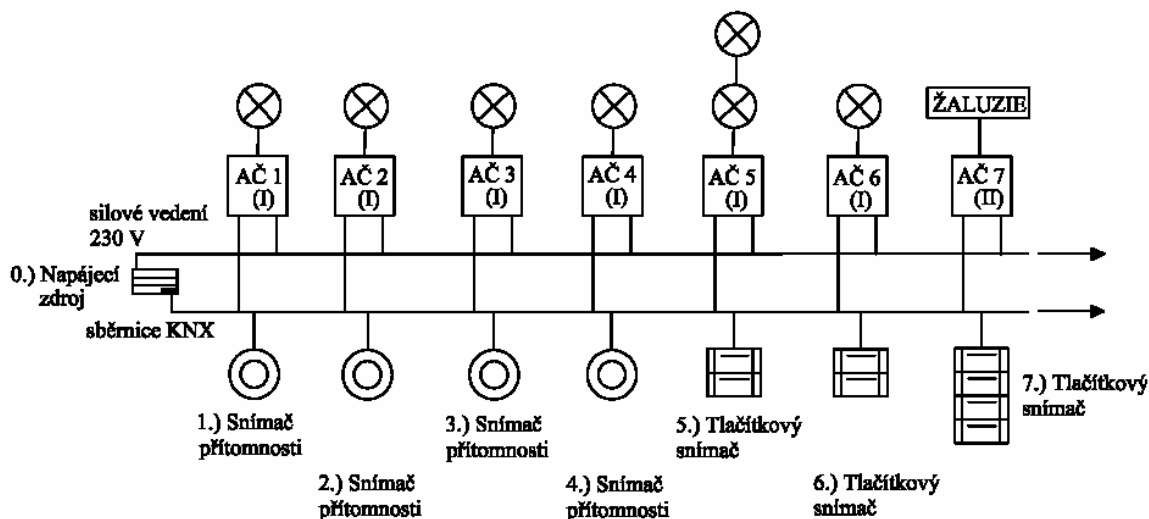 ŽALUZIE
AČ 1
(I)
AČ 2
(I)
AČ 3
(I)
AČ 4
(I)
AČ 5
(I)
AČ 6
(I)
AČ 7
(II)
silové vedení
230 V
0.) Napájecí
zdroj
sběrnice KNX
1.) Snímač
přítomnosti
2.) Snímač
přítomnosti
3.) Snímač
přítomnosti
4.) Snímač
přítomnosti
5.) Tlačítkový
snímač
6.) Tlačítkový
snímač
7.) Tlačítkový
snímač